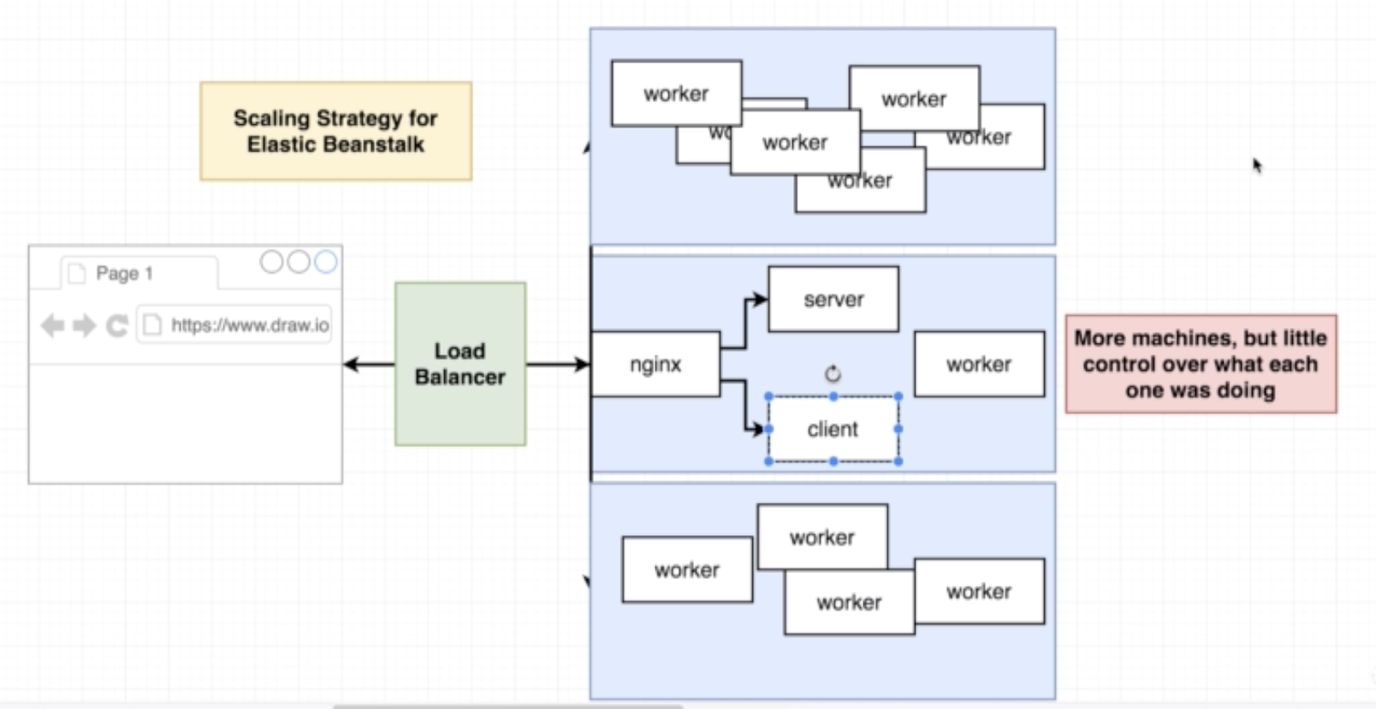 Scaling Strategy for
Elastic Beanstalk
worker
worker
wo
worker
worker
worker
Page 1
https://www.draw.io
Load
Balancer
nginx
server
client
worker
More machines, but little
control over what each
one was doing
worker
worker
worker
worker